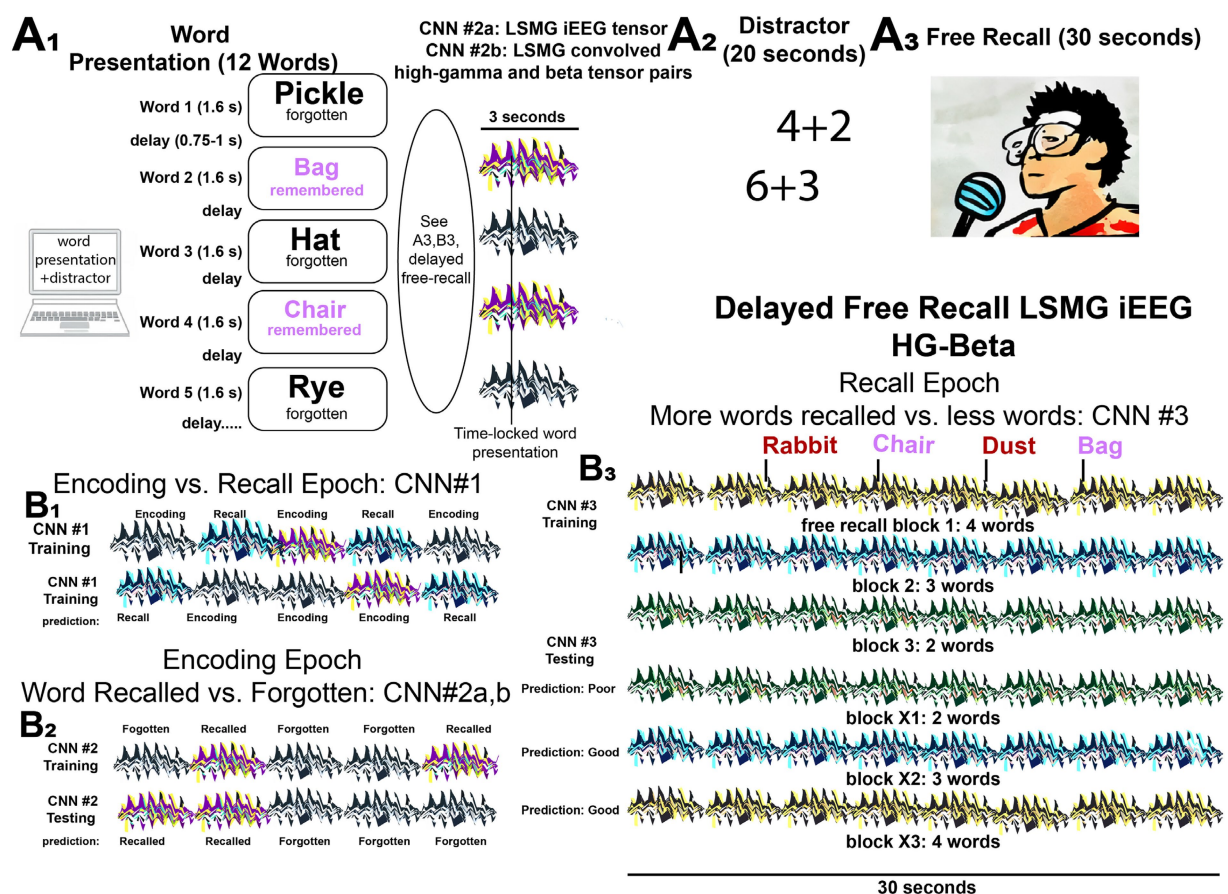 A1
Word
Presentation (12 Words)
Word 1 (1.6 s)
Pickle
forgotten
delay (0.75-1 s)
Word 2 (1.6 s)
Bag
remembered
delay
Word 3 (1.6 s)
Hat
forgotten
delay
Word 4 (1.6 s)
Chair
remembered
delay
Word 5 (1.6 s)
Rye
forgotten
delay.....
word
presentation
+distractor
See
A3,B3,
delayed
free-recall
CNN #2a: LSMG iEEG tensor
CNN #2b: LSMG convolved
high-gamma and beta tensor pairs
3 seconds
Time-locked word
presentation
A2
Distractor
(20 seconds)
4+2
6+3
A3 Free Recall (30 seconds)
B1
Encoding vs. Recall Epoch: CNN#1
CNN #1
Training
Encoding Recall Encoding Recall Encoding
CNN #1
Training
prediction:
Recall Encoding Encoding Encoding Recall
Encoding Epoch
Word Recalled vs. Forgotten: CNN#2a,b
B2
CNN #2
Training
Fogotten Recalled Forgotten Forgotten Recalled
CNN #2
Testing
prediction:
Recalled Recalled Forgotten Forgotten Forgotten
Delayed Free Recall LSMG iEEG
HG-Beta
Recall Epoch
More words recalled vs. less words: CNN #3
B3
Rabbit Chair Dust Bag
CNN #3
Training
free recall block 1: 4 words
block 2: 3 words
block 3: 2 words
CNN #3
Testing
Prediction: Poor
block X1: 2 words
Prediction: Good
block X2: 3 words
Prediction: Good
block X3: 4 words
30 seconds